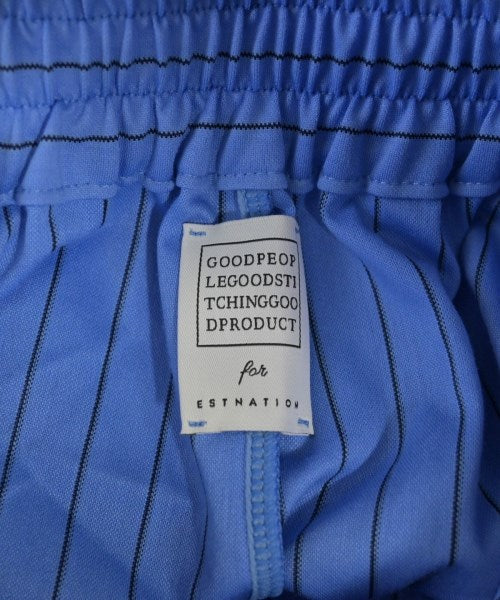 GOODPEOP
LEGOODSTI
TCHINGGOO
DPRODUCT
for
ESTNATION